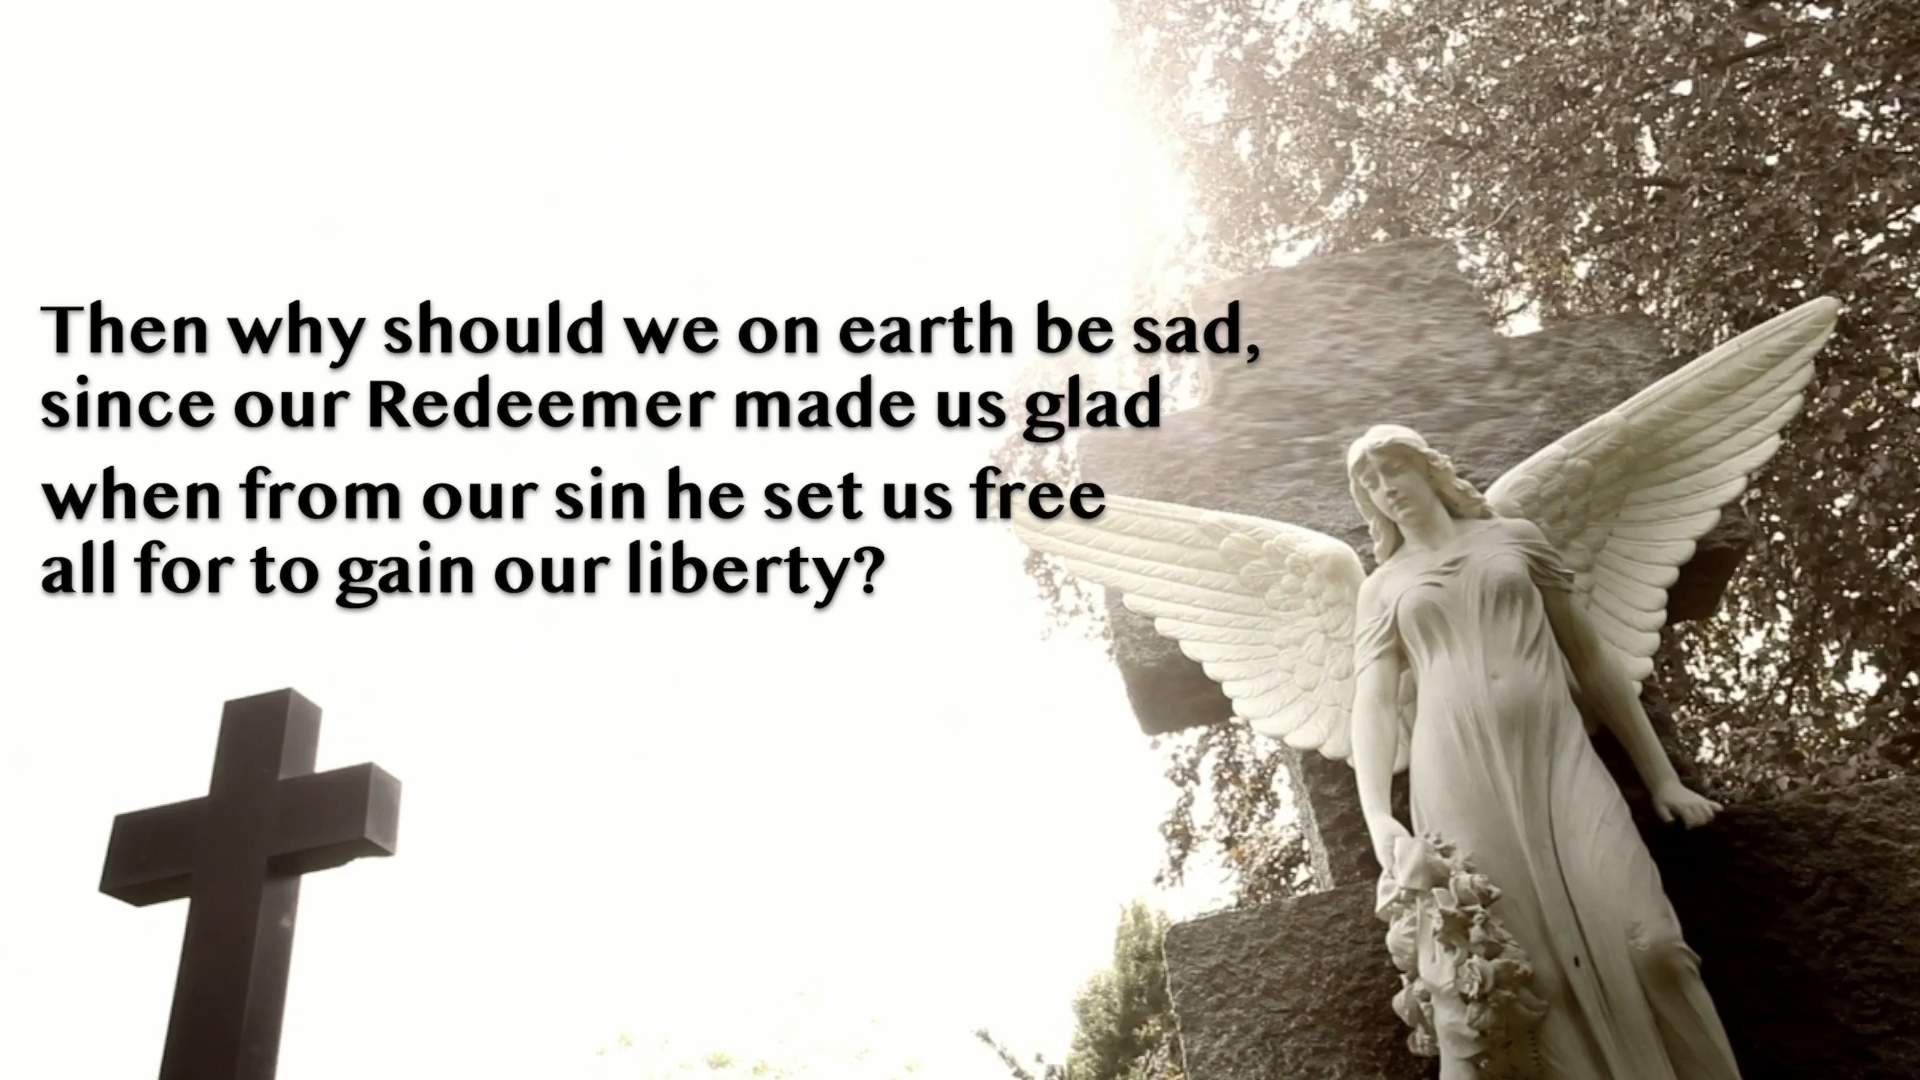 Then why should we on earth be sad,
since our Redeemer made us glad
when from our sin he set us free
all for to gain our liberty?